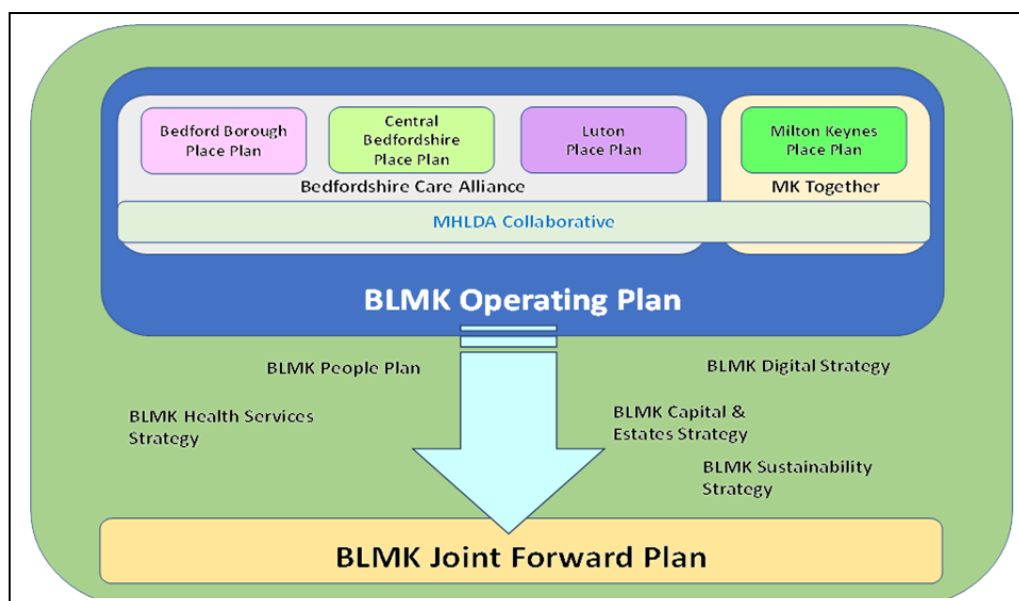 Bedford Borough
Place Plan
Central
Bedfordshire
Place Plan
Luton
Place Plan
Milton Keynes
Place Plan
Bedfordshire Care Alliance
MK Together
MHLDA Collaborative
BLMK Operating Plan
BLMK People Plan
BLMK Digital Strategy
BLMK Health Services
Strategy
BLMK Capital &
Estates Strategy
BLMK Sustainability
Strategy
BLMK Joint Forward Plan